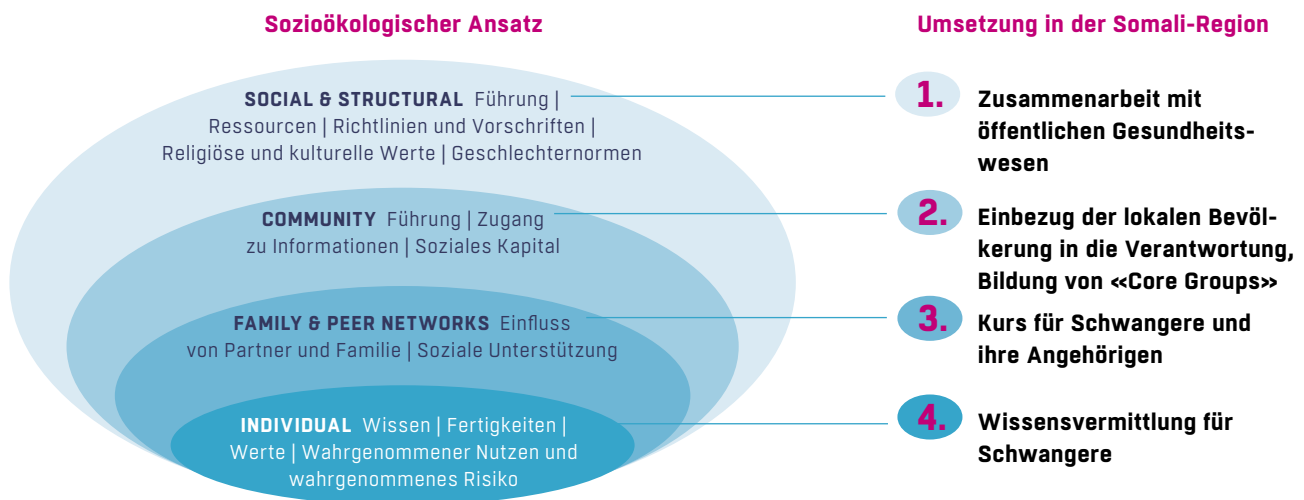 Sozioökologischer Ansatz
SOCIAL & STRUCTURAL Führung |
Ressourcen | Richtlinien und Vorschriften |
Religiöse und kulturelle Werte | Geschlechternormen
COMMUNITY Führung | Zugang
zu Informationen | Soziales Kapital
FAMILY & PEER NETWORKS Einfluss
von Partner und Familie | Soziale Unterstützung
INDIVIDUAL Wissen | Fertigkeiten |
Werte | Wahrgenommener Nutzen und
wahrgenommenes Risiko
Umsetzung in der Somali-Region
1. Zusammenarbeit mit
öffentlichen Gesundheits-
wesen
2. Einbezug der lokalen Bevöl-
kerung in die Verantwortung,
Bildung von «Core Groups»
3. Kurs für Schwangere und
ihre Angehörigen
4. Wissensvermittlung für
Schwangere